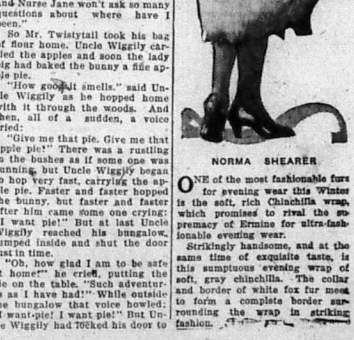 and Nurse Jane won't ask so many
questions about where have I
been."
So Mr. Twistytail took his bag
of flour home. Uncle Wiggily car-
ried the apples and soon the lady
pig had baked the bunny a fine ap-
ple pie.
"How good it smells." said Un-
cle Wiggily as he hopped home
with it through the woods. And
then, all of a sudden, a voice
cried:
"Give me that pie. Give me that
apple pie!" There was a rustling
in the bushes as if some one was
running, but Uncle Wiggily began
to hop very fast, carrying the ap-
ple pie. Faster and faster hopped
the bunny, but faster and faster
after him came some one crying:
"I want pie!" But at last Uncle
Wiggily reached his bungalow,
jumped inside and shut the door
just in time.
"Oh, how glad I am to be safe
at home!" he cried, putting the
pie on the table. "Such adventur-
es as I have had!" While outside
the bungalow that voice howled:
"I want pie! I want pie!" But Un-
cle Wiggily had locked his door to
NORMA SHEARER
ONE of the most fashionable furs
for evening wear this Winter
is the soft, rich Chinchilla wrap,
which promises to rival the su-
premacy of Ermine for ultra-fash-
ionable evening wear.
Strikingly handsome, and at the
same time of exquisite taste, is
this sumptuous evening wrap of
soft, gray chinchilla. The collar
and border of white fox fur meet
to form a complete border sur-
rounding the wrap in striking
fashion.